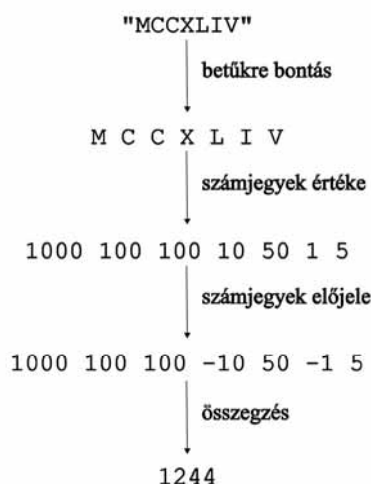 "MCCXLIV"
betűkre bontás
M C C X L I V
számjegyek értéke
1000 100 100 10 50 1 5
számjegyek előjele
1000 100 100 -10 50 -1 5
összegzés
1244